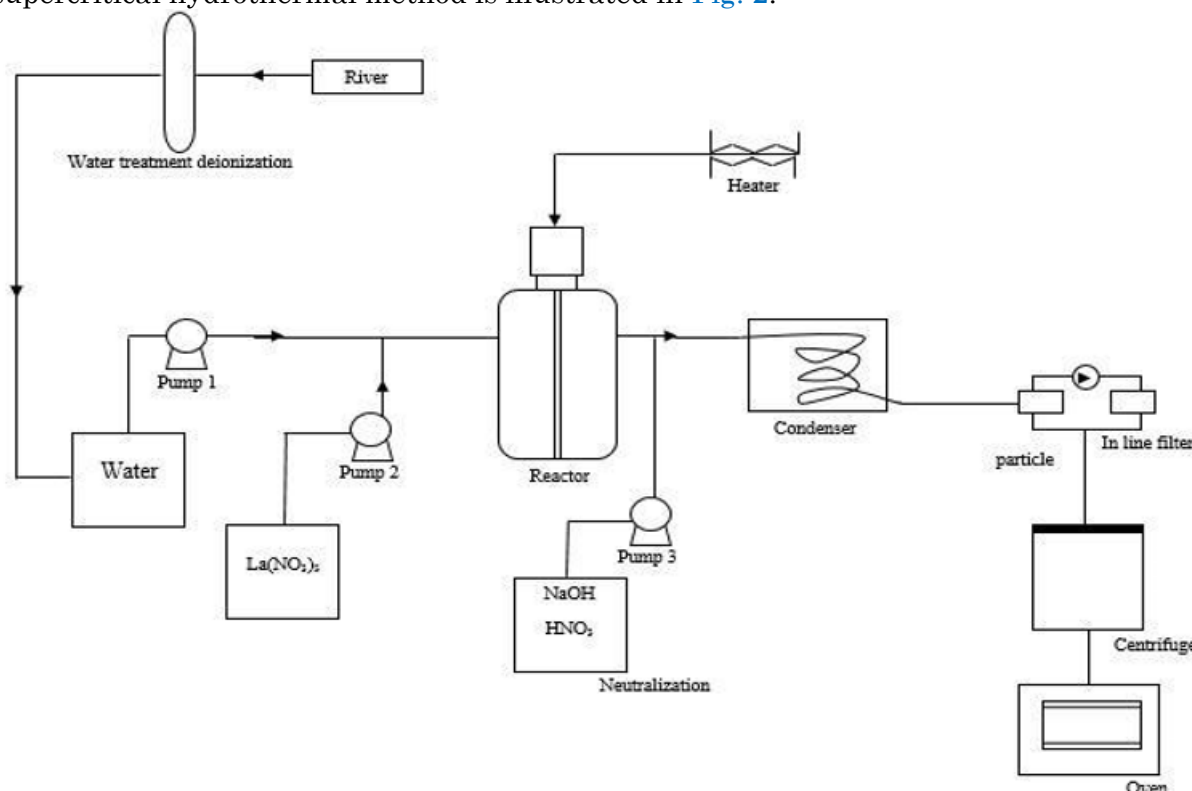 supercritical hydrothermal method is illustrated in Fig. 2.
River
Water treatment deionization
Heater
Pump 1
Water
Pump 2
La(NO₃)₃
Reactor
Pump 3
NaOH
HNO₃
Neutralization
Condenser
particle
In line filter
Centrifuge
Oven